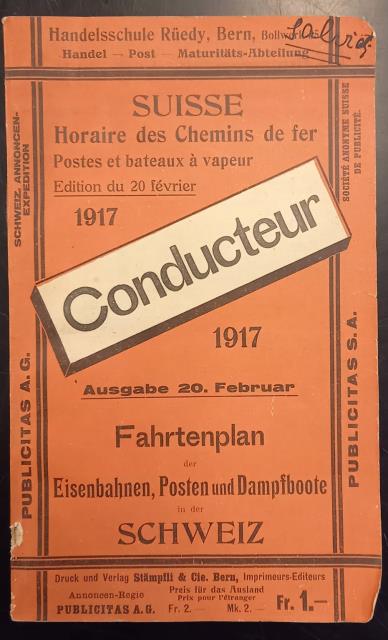 Handelsschule Rüedy, Bern,
Handel — Post — Maturitäts-Abteilung
SUISSE
Horaire des Chemins de fer
Postes et bateaux à vapeur
Edition du 20 février
1917
Conducteur
1917
Ausgabe 20. Februar
Fahrtenplan
der
Eisenbahnen, Posten und Dampfboote
in der
SCHWEIZ
SCHWEIZ. ANNONCEN-
EXPEDITION
PUBLICITAS A. G.
SOCIÉTÉ ANONYME SUISSE
DE PUBLICITÉ.
PUBLICITAS S. A.
Druck und Verlag Stämpfli & Cie. Bern, Imprimeurs-Editeurs
Annoncen-Regie
PUBLICITAS A. G.
Preis für das Ausland
Prix pour l'étranger
Fr. 2.— Mk. 2.—
Fr. 1.—